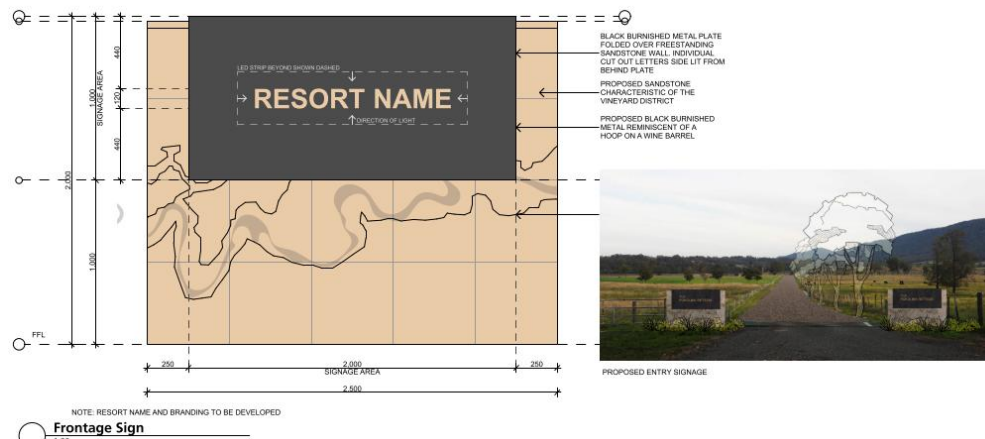 440
120
440
1,000
SIGNAGE AREA
2,000
1,000
FFL
LED STRIP BEYOND SHOWN DASHED
RESORT NAME
DIRECTION OF LIGHT
BLACK BURNISHED METAL PLATE
FOLDED OVER FREESTANDING
SANDSTONE WALL. INDIVIDUAL
CUT OUT LETTERS SIDE LIT FROM
BEHIND PLATE
PROPOSED SANDSTONE
CHARACTERISTIC OF THE
VINEYARD DISTRICT
PROPOSED BLACK BURNISHED
METAL REMINISCENT OF A
HOOP ON A WINE BARREL
250
2,000
250
SIGNAGE AREA
2,500
PROPOSED ENTRY SIGNAGE
NOTE: RESORT NAME AND BRANDING TO BE DEVELOPED
Frontage Sign